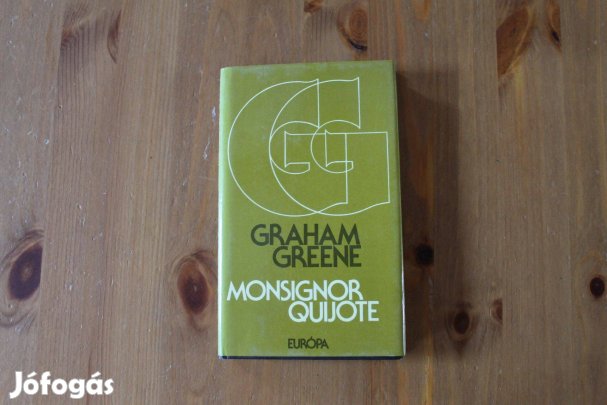 GG
GRAHAM
GREENE
MONSIGNOR
QUIJOTE
EURÓPA
Jófogás